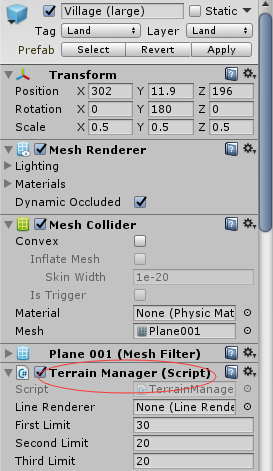 Village (large) Static
Tag Land Layer Land
Prefab Select Revert Apply
Transform
Position X 302 Y 11.9 Z 196
Rotation X 0 Y 180 Z 0
Scale X 0.5 Y 0.5 Z 0.5
Mesh Renderer
Lighting
Materials
Dynamic Occluded
Mesh Collider
Convex
Inflate Mesh
Skin Width 1e-20
Is Trigger
Material None (Physic Mat
Mesh Plane001
Plane 001 (Mesh Filter)
C# Terrain Manager (Script)
Script TerrainManage
Line Renderer None (Line Rende
First Limit 30
Second Limit 20
Third Limit 20